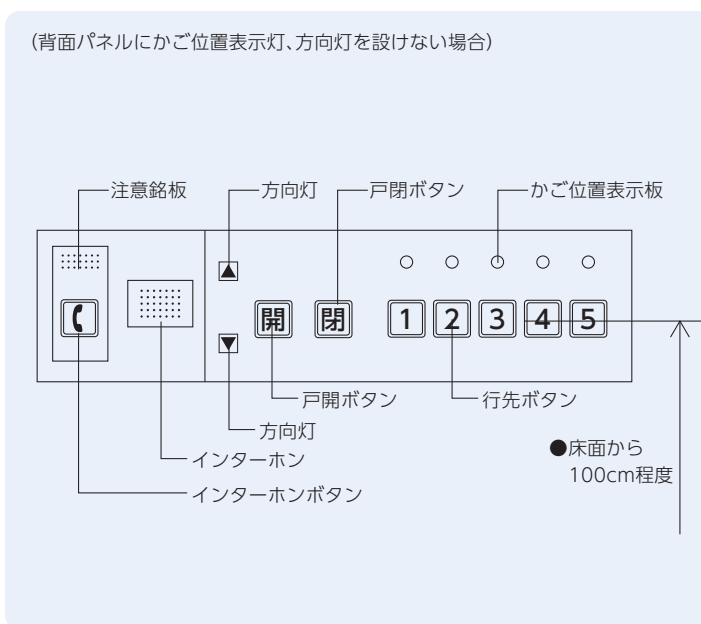 (背面パネルにかご位置表示灯、方向灯を設けない場合)
注意銘板
方向灯
戸閉ボタン
かご位置表示板
開
閉
1
2
3
4
5
戸開ボタン
行先ボタン
方向灯
インターホン
インターホンボタン
●床面から
100cm程度